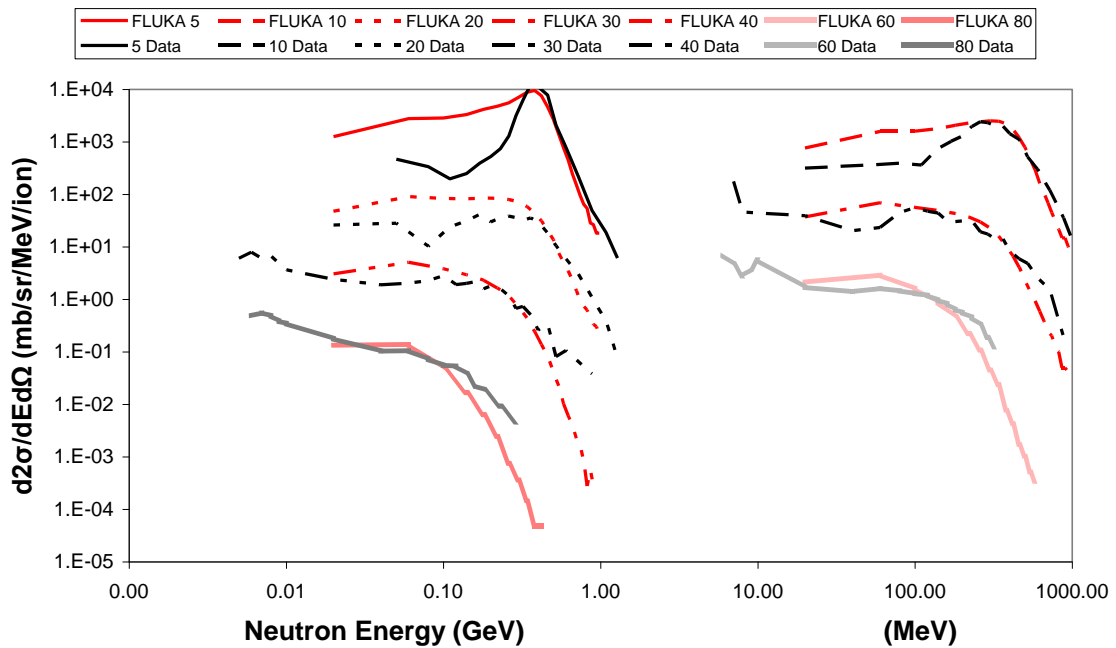 FLUKA 5 FLUKA 10 FLUKA 20 FLUKA 30 FLUKA 40 FLUKA 60 FLUKA 80
5 Data 10 Data 20 Data 30 Data 40 Data 60 Data 80 Data
1.E+04
1.E+03
1.E+02
1.E+01
1.E+00
1.E-01
1.E-02
1.E-03
1.E-04
1.E-05
d2σ/dEdΩ (mb/sr/MeV/ion)
0.00 0.01 0.10 1.00 10.00 100.00 1000.00
Neutron Energy (GeV) (MeV)